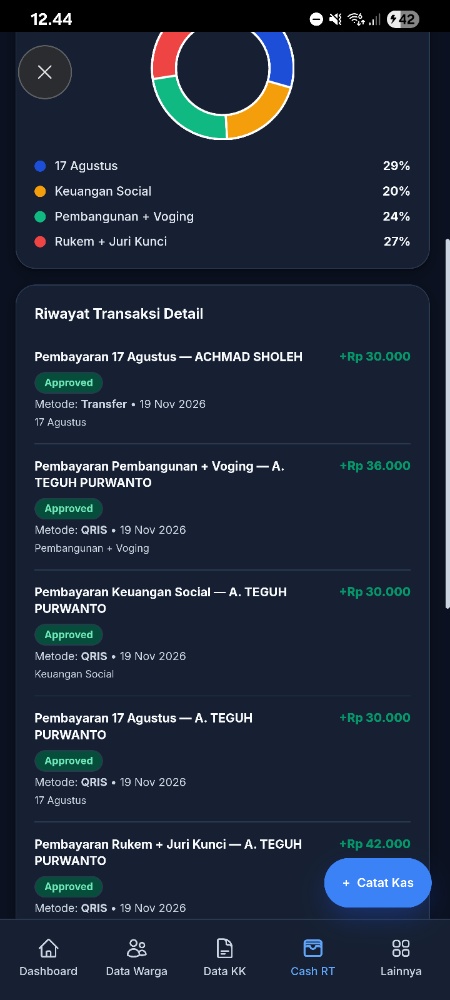 12.44
42
17 Agustus 29%
Keuangan Social 20%
Pembangunan + Voging 24%
Rukem + Juri Kunci 27%
Riwayat Transaksi Detail
Pembayaran 17 Agustus — ACHMAD SHOLEH +Rp 30.000
Approved
Metode: Transfer • 19 Nov 2026
17 Agustus
Pembayaran Pembangunan + Voging — A. +Rp 36.000
TEGUH PURWANTO
Approved
Metode: QRIS • 19 Nov 2026
Pembangunan + Voging
Pembayaran Keuangan Social — A. TEGUH +Rp 30.000
PURWANTO
Approved
Metode: QRIS • 19 Nov 2026
Keuangan Social
Pembayaran 17 Agustus — A. TEGUH +Rp 30.000
PURWANTO
Approved
Metode: QRIS • 19 Nov 2026
17 Agustus
Pembayaran Rukem + Juri Kunci — A. TEGUH +Rp 42.000
PURWANTO
Approved
Metode: QRIS • 19 Nov 2026
+ Catat Kas
Dashboard Data Warga Data KK Cash RT Lainnya